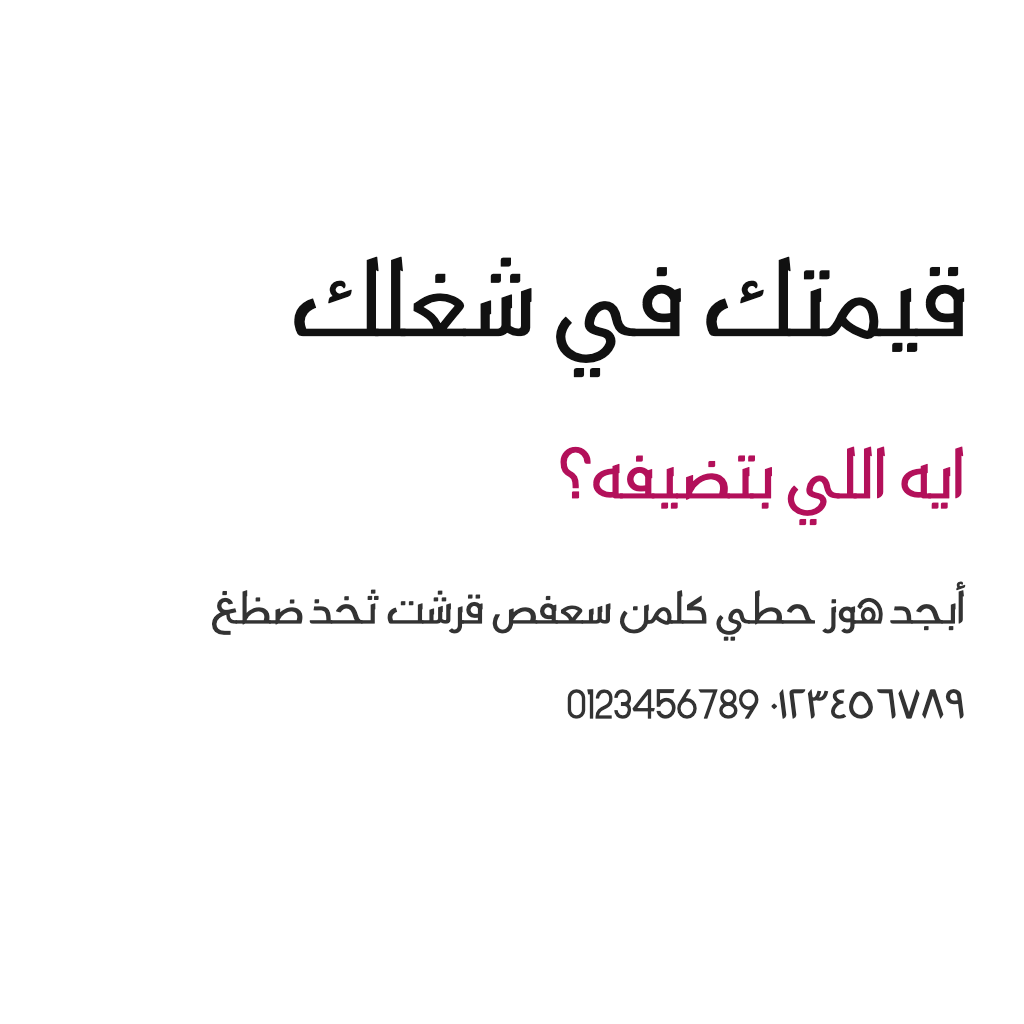 قيمتك في شغلك
ايه اللي بتضيفه؟
أبجد هوز حطي كلمن سعفص قرشت ثخذ ضظغ
٠١٢٣٤٥٦٧٨٩ 0123456789